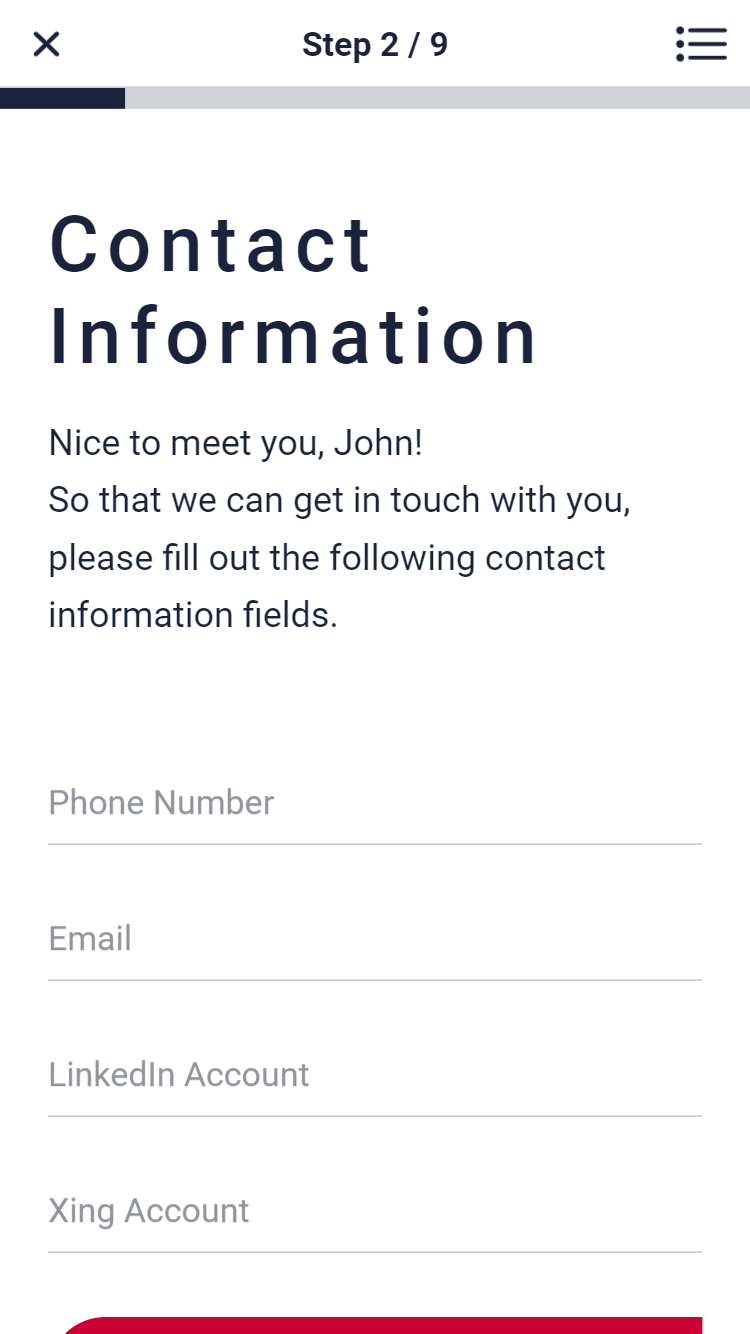 Step 2 / 9
Contact
Information
Nice to meet you, John!
So that we can get in touch with you,
please fill out the following contact
information fields.
Phone Number
Email
LinkedIn Account
Xing Account